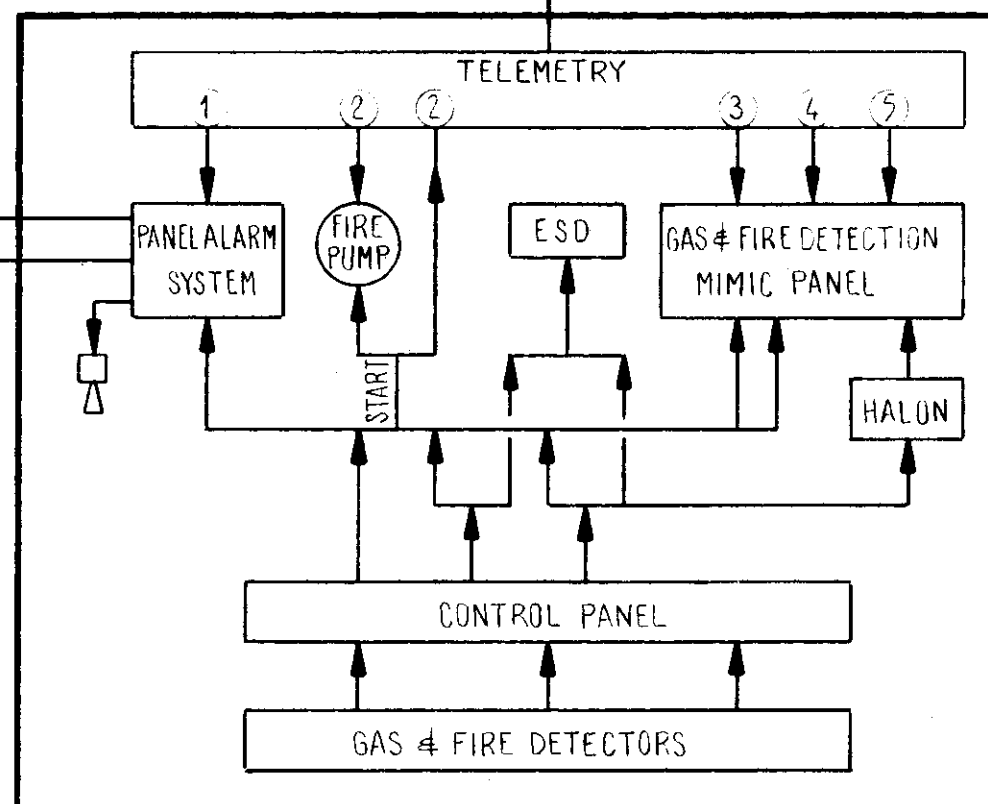 TELEMETRY
1 2 2 3 4 5
PANEL ALARM
SYSTEM
FIRE
PUMP
ESD
GAS & FIRE DETECTION
MIMIC PANEL
START
HALON
CONTROL PANEL
GAS & FIRE DETECTORS